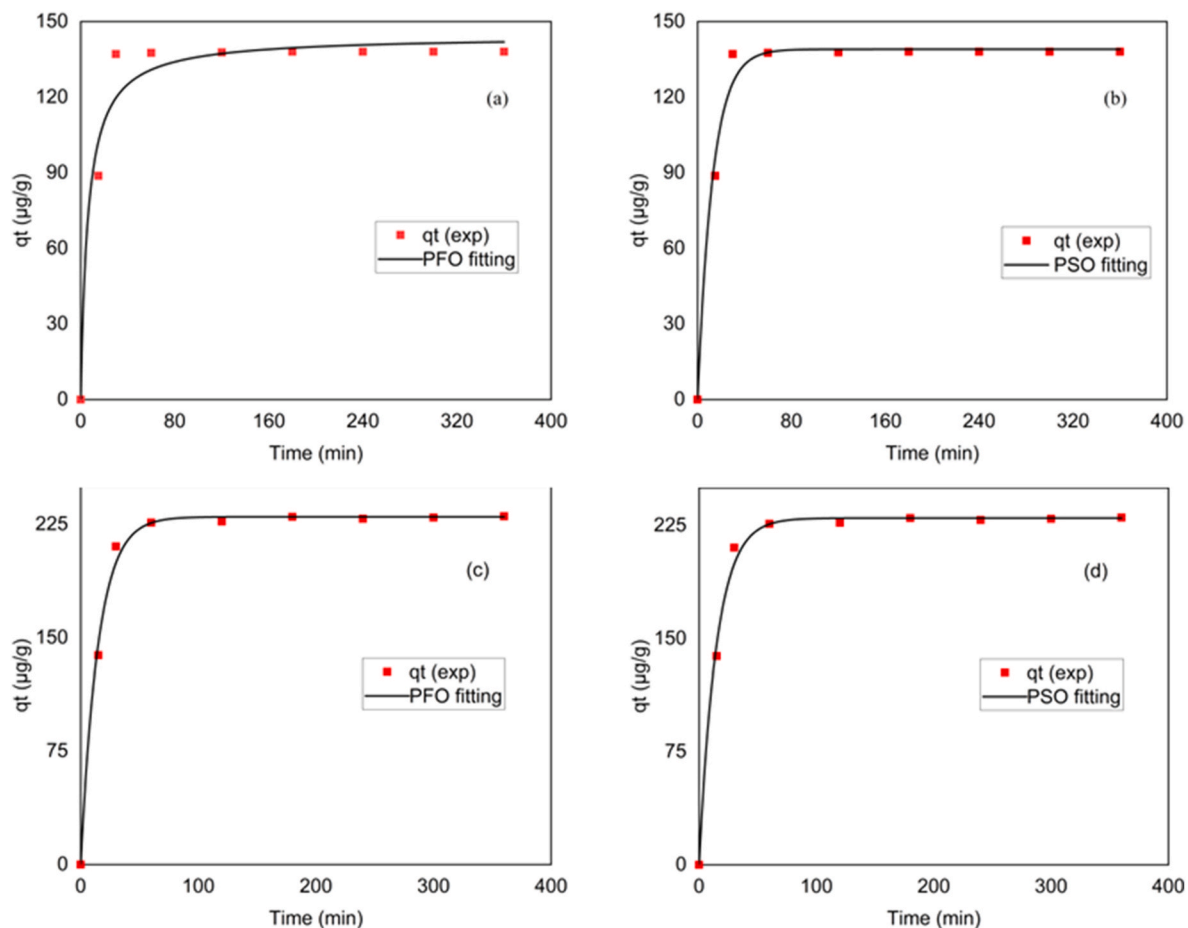 150
120
90
60
30
0
qt (µg/g)
(a)
qt (exp)
PFO fitting
0 80 160 240 320 400
Time (min)
150
120
90
60
30
0
qt (µg/g)
(b)
qt (exp)
PSO fitting
0 80 160 240 320 400
Time (min)
225
150
75
0
qt (µg/g)
(c)
qt (exp)
PFO fitting
0 100 200 300 400
Time (min)
225
150
75
0
qt (µg/g)
(d)
qt (exp)
PSO fitting
0 100 200 300 400
Time (min)